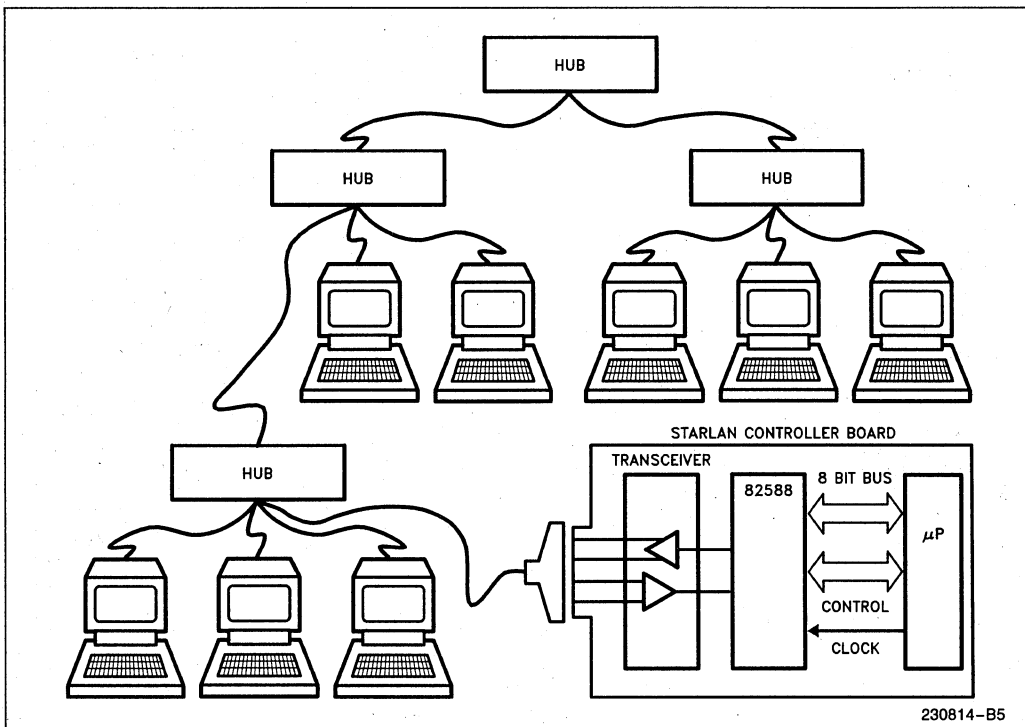 HUB
HUB
HUB
HUB
STARLAN CONTROLLER BOARD
TRANSCEIVER
82588
8 BIT BUS
μP
CONTROL
CLOCK
230814-B5